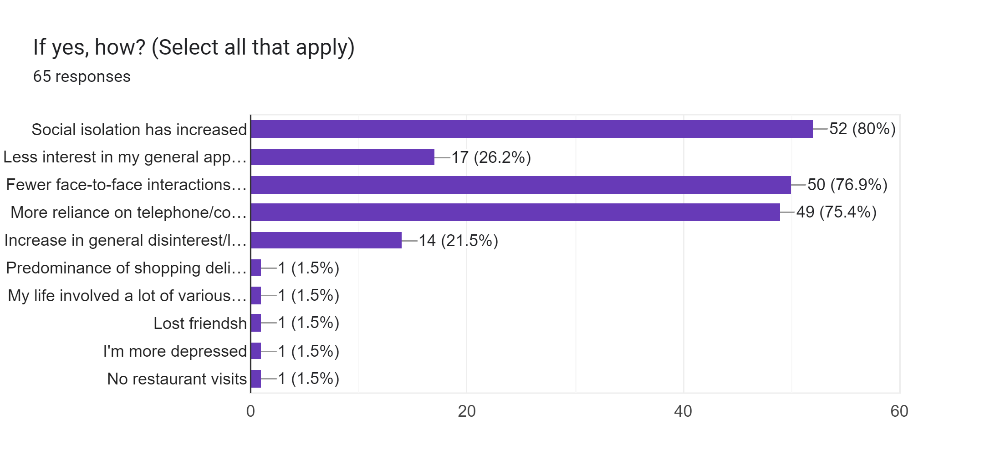 If yes, how? (Select all that apply)
65 responses
Social isolation has increased 52 (80%)
Less interest in my general app… 17 (26.2%)
Fewer face-to-face interactions… 50 (76.9%)
More reliance on telephone/co… 49 (75.4%)
Increase in general disinterest/l… 14 (21.5%)
Predominance of shopping deli… 1 (1.5%)
My life involved a lot of various… 1 (1.5%)
Lost friendsh 1 (1.5%)
I'm more depressed 1 (1.5%)
No restaurant visits 1 (1.5%)
0 20 40 60